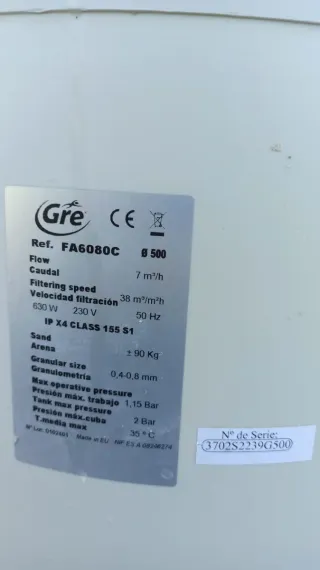 Gre CE
Ref. FA6080C Ø 500
Flow
Caudal 7 m³/h
Filtering speed
Velocidad filtración 38 m³/m²h
630 W 230 V 50 Hz
IP X4 CLASS 155 S1
Sand
Arena ± 90 Kg
Granular size
Granulometria 0,4-0,8 mm
Max operative pressure
Presión máx. trabajo 1,15 Bar
Tank max pressure
Presión máx.cubo 2 Bar
T.media max 35 º C
Made in EU
Nº de Serie:
3702S2239G500